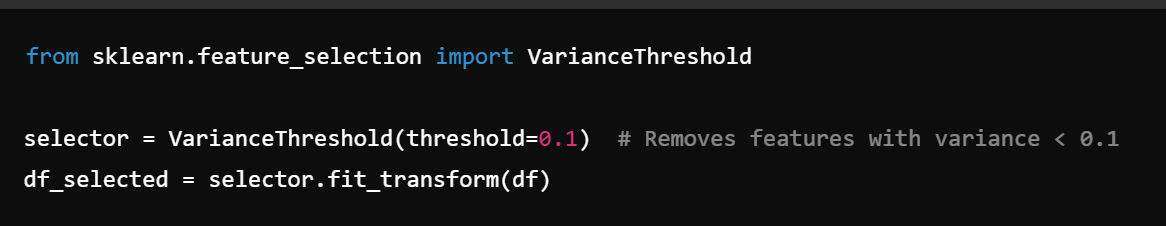 from sklearn.feature_selection import VarianceThreshold
selector = VarianceThreshold(threshold=0.1)  # Removes features with variance < 0.1
df_selected = selector.fit_transform(df)